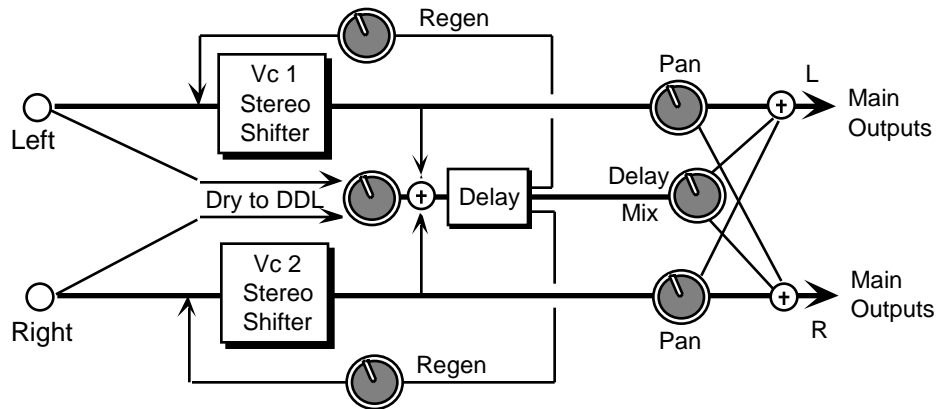 Regen
Vc 1
Stereo
Shifter
Pan
L
Main
Outputs
Left
Dry to DDL
Delay
Delay
Mix
Vc 2
Stereo
Shifter
Right
Main
Outputs
R
Pan
Regen